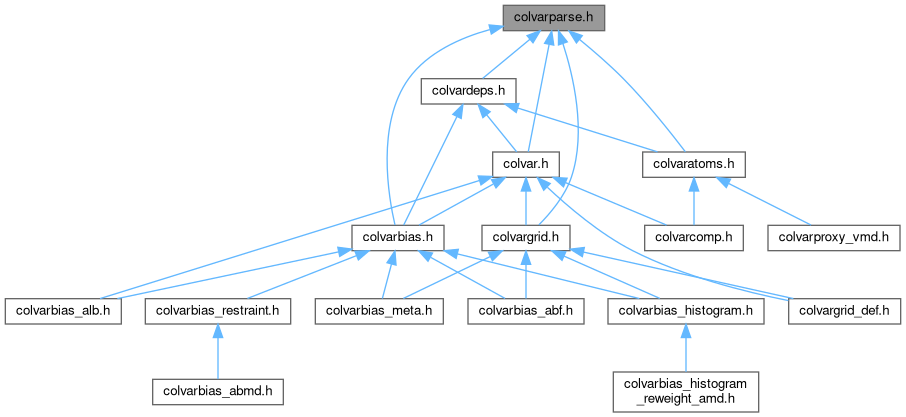 colvarparse.h
colvardeps.h
colvar.h
colvaratoms.h
colvarbias.h
colvargrid.h
colvarcomp.h
colvarproxy_vmd.h
colvarbias_alb.h
colvarbias_restraint.h
colvarbias_meta.h
colvarbias_abf.h
colvarbias_histogram.h
colvargrid_def.h
colvarbias_abmd.h
colvarbias_histogram
_reweight_amd.h